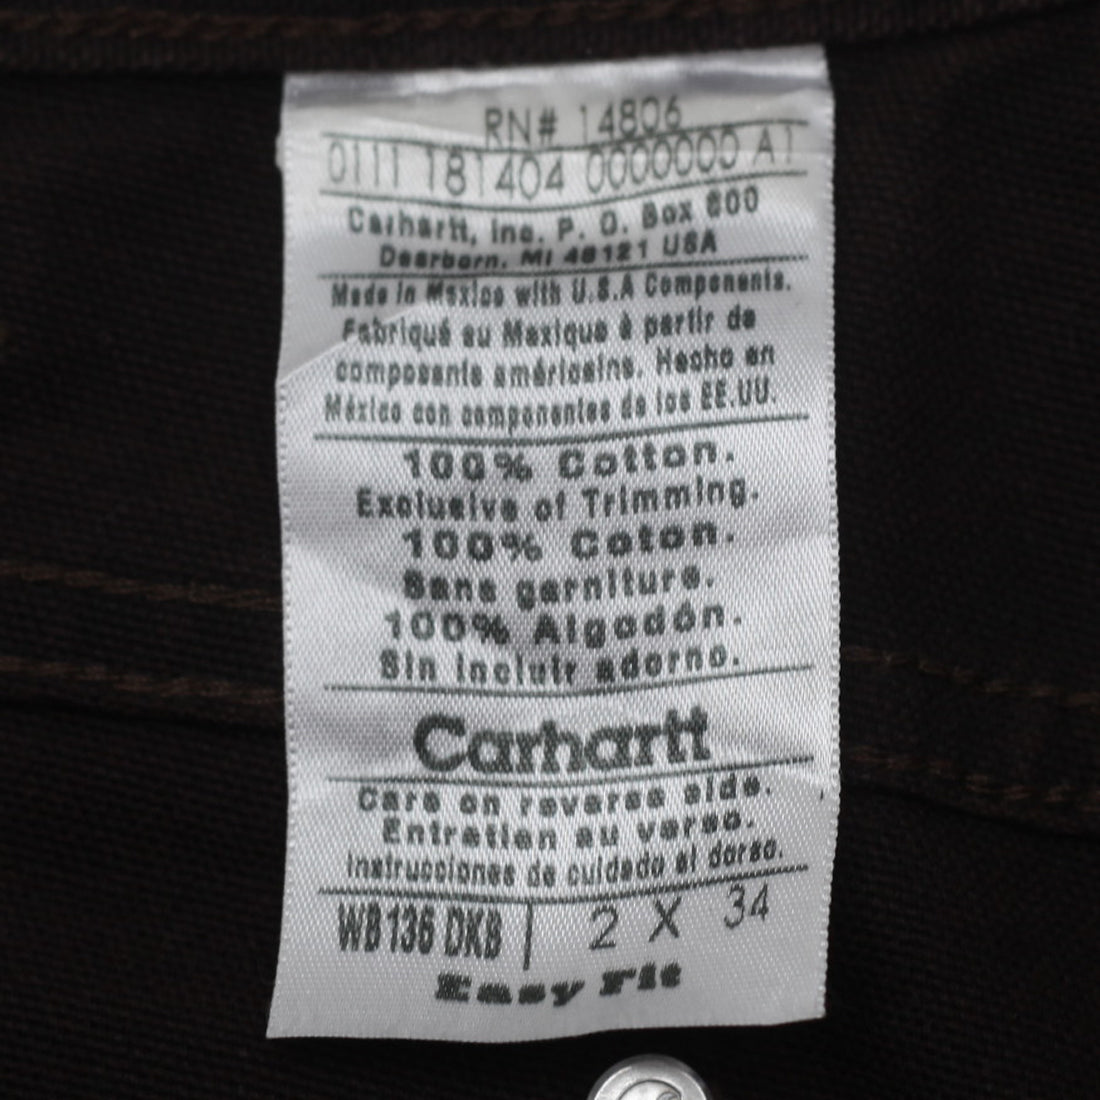 RN# 14806
0111 181404 0000000 A1
Carhartt, Inc. P. O. Box 600
Dearborn, MI 48121 USA
Made in Mexico with U.S.A Components.
Fabriqué au Mexique à partir de
composants américains. Hecho en
México con componentes de los EE.UU.
100% Cotton.
Exclusive of Trimming.
100% Coton.
Sans garniture.
100% Algodón.
Sin incluir adorno.
Carhartt
Care on reverse side.
Entretien au verso.
Instrucciones de cuidado al dorso.
WB136 DKB | 2 X 34
Easy Fit